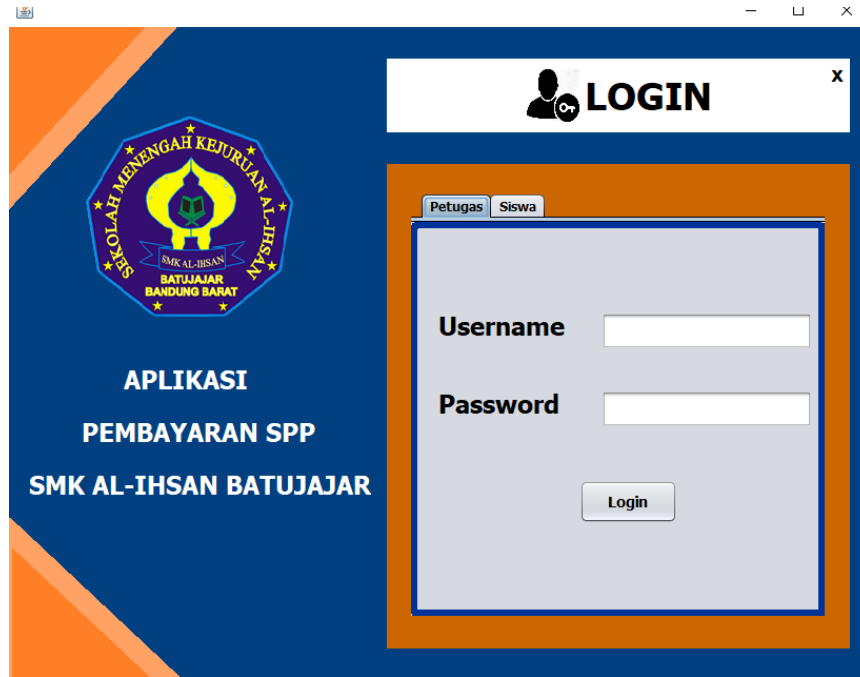 X
LOGIN
SEKOLAH MENENGAH KEJURUAN AL-IHSAN
SMK AL-IHSAN
BATUJAJAR
BANDUNG BARAT
APLIKASI
PEMBAYARAN SPP
SMK AL-IHSAN BATUJAJAR
Petugas
Siswa
Username
Password
Login